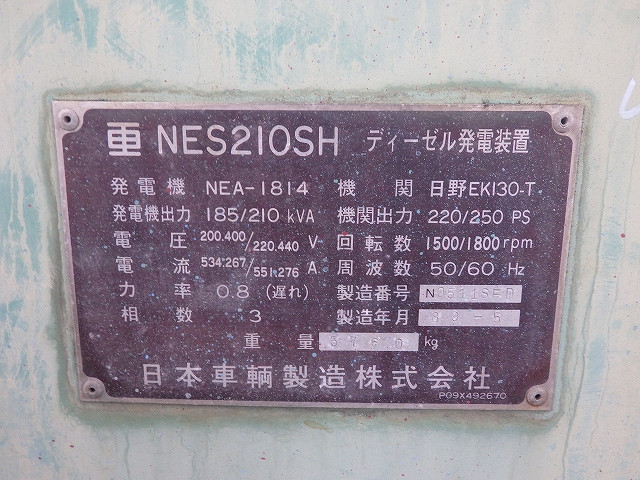 NES210SH ディーゼル発電装置
発電機 NEA-1814 機関 日野EK130-T
発電機出力 185/210 kVA 機関出力 220/250 PS
電圧 200.400/220.440 V 回転数 1500/1800rpm
電流 534:267/551.276 A 周波数 50/60 Hz
力率 0.8 (遅れ) 製造番号
相数 3 製造年月
重量 kg
日本車輌製造株式会社
P09X492670